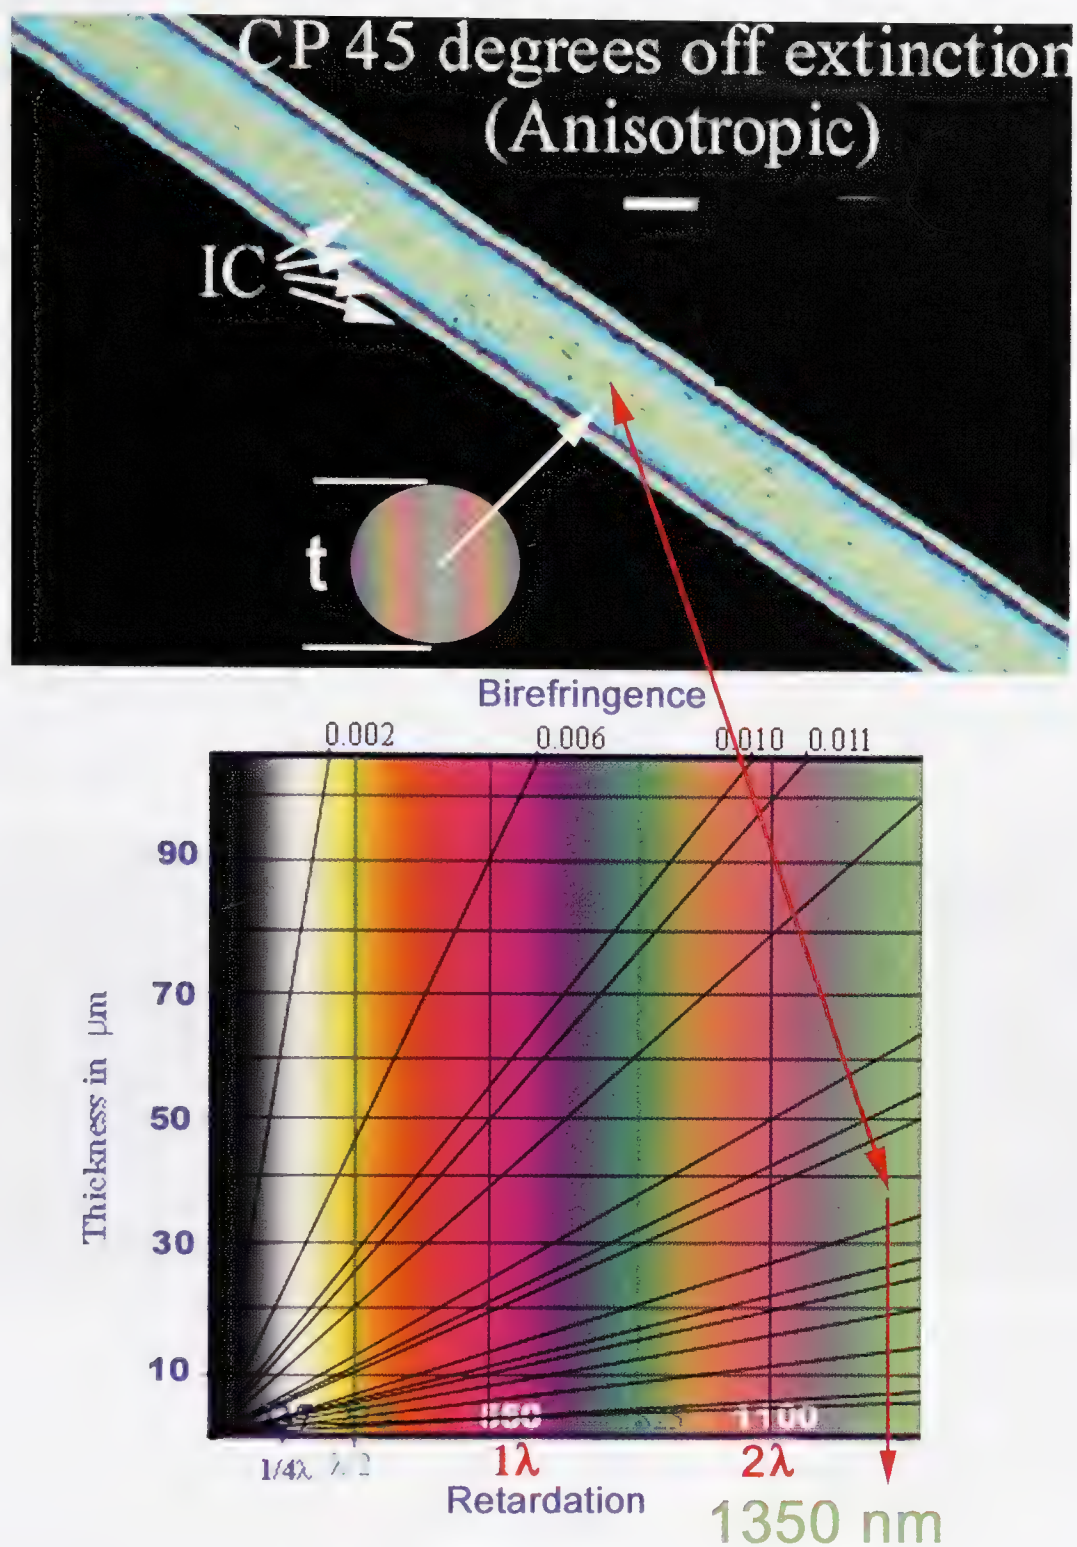 CP 45 degrees off extinction
(Anisotropic)
IC
t
Birefringence
0.002 0.006 0.010 0.011
Thickness in μm
90
70
50
30
10
550 1100
1/4λ λ/2 1λ 2λ
Retardation
1350 nm